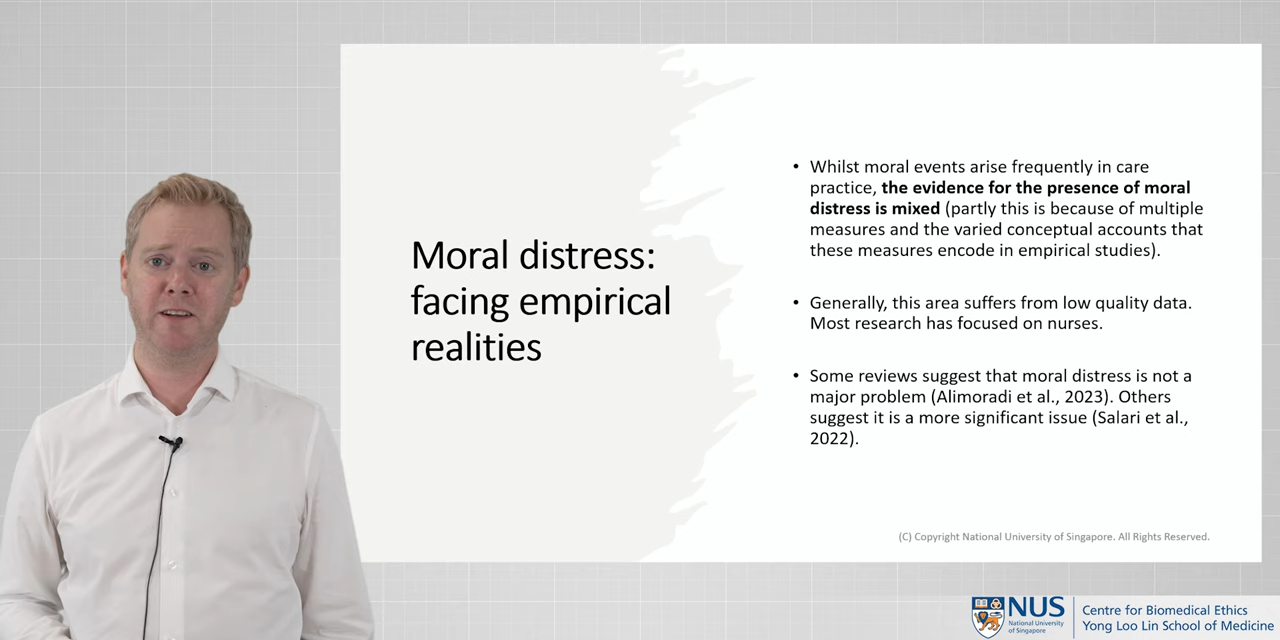 Moral distress:
facing empirical
realities
• Whilst moral events arise frequently in care
practice, the evidence for the presence of moral
distress is mixed (partly this is because of multiple
measures and the varied conceptual accounts that
these measures encode in empirical studies).
• Generally, this area suffers from low quality data.
Most research has focused on nurses.
• Some reviews suggest that moral distress is not a
major problem (Alimoradi et al., 2023). Others
suggest it is a more significant issue (Salari et al.,
2022).
(C) Copyright National University of Singapore. All Rights Reserved.
NUS
National University
of Singapore
Centre for Biomedical Ethics
Yong Loo Lin School of Medicine